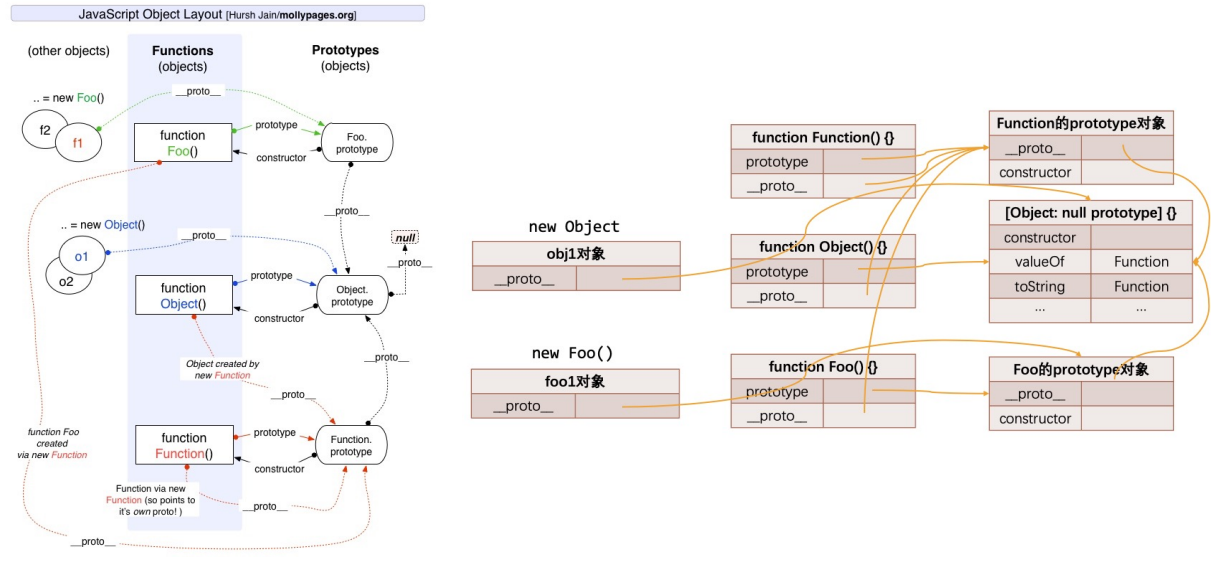 JavaScript Object Layout [Hursh Jain/mollypages.org]
(other objects)
Functions
(objects)
Prototypes
(objects)
__proto__
.. = new Foo()
f2
f1
function
Foo()
prototype
constructor
Foo.
prototype
__proto__
.. = new Object()
__proto__
null
__proto__
o1
o2
function
Object()
prototype
constructor
Object.
prototype
Object created by
new Function
__proto__
__proto__
function Foo
created
via new Function
function
Function()
prototype
constructor
Function.
prototype
Function via new
Function (so points to
it's own proto! )
__proto__
__proto__
new Object
obj1对象
__proto__
new Foo()
foo1对象
__proto__
function Function() {}
prototype
__proto__
function Object() {}
prototype
__proto__
function Foo() {}
prototype
__proto__
Function的prototype对象
__proto__
constructor
[Object: null prototype] {}
constructor
valueOf Function
toString Function
... ...
Foo的prototype对象
__proto__
constructor